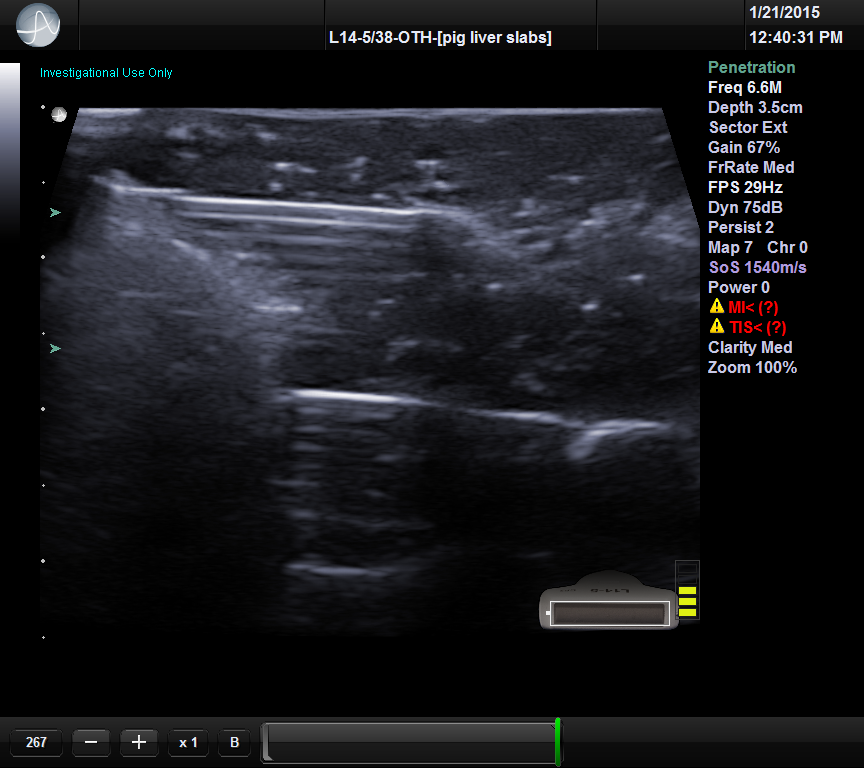 1/21/2015
L14-5/38-OTH-[pig liver slabs]
12:40:31 PM
Investigational Use Only
Penetration
Freq 6.6M
Depth 3.5cm
Sector Ext
Gain 67%
FrRate Med
FPS 29Hz
Dyn 75dB
Persist 2
Map 7 Chr 0
SoS 1540m/s
Power 0
MI< (?)
TIS< (?)
Clarity Med
Zoom 100%
267
x 1
B